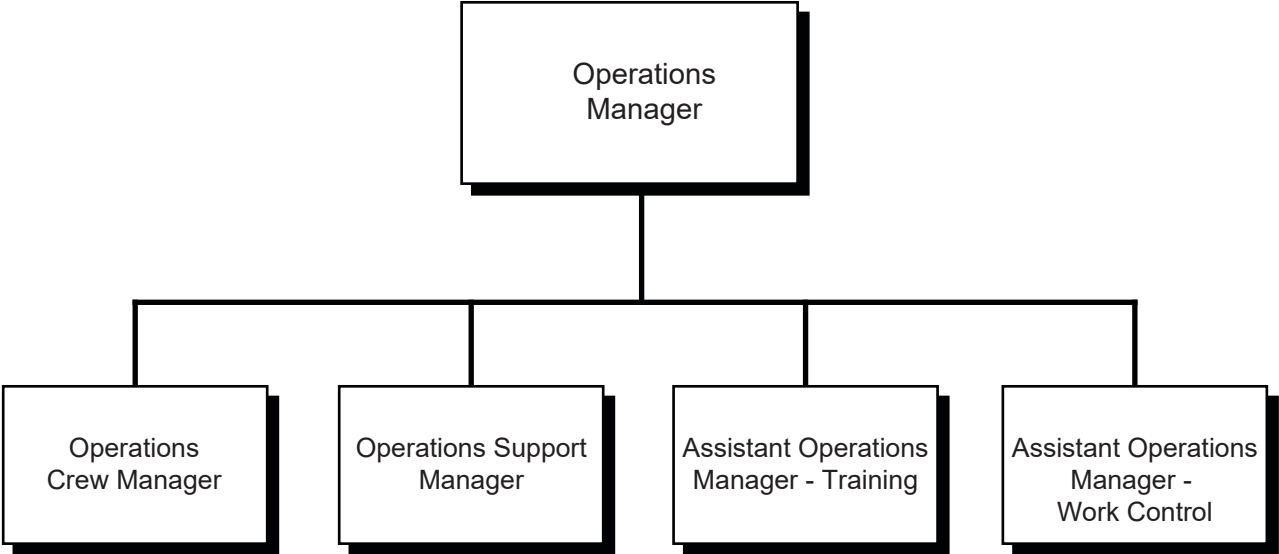 Operations
Manager
Operations
Crew Manager
Operations Support
Manager
Assistant Operations
Manager - Training
Assistant Operations
Manager -
Work Control